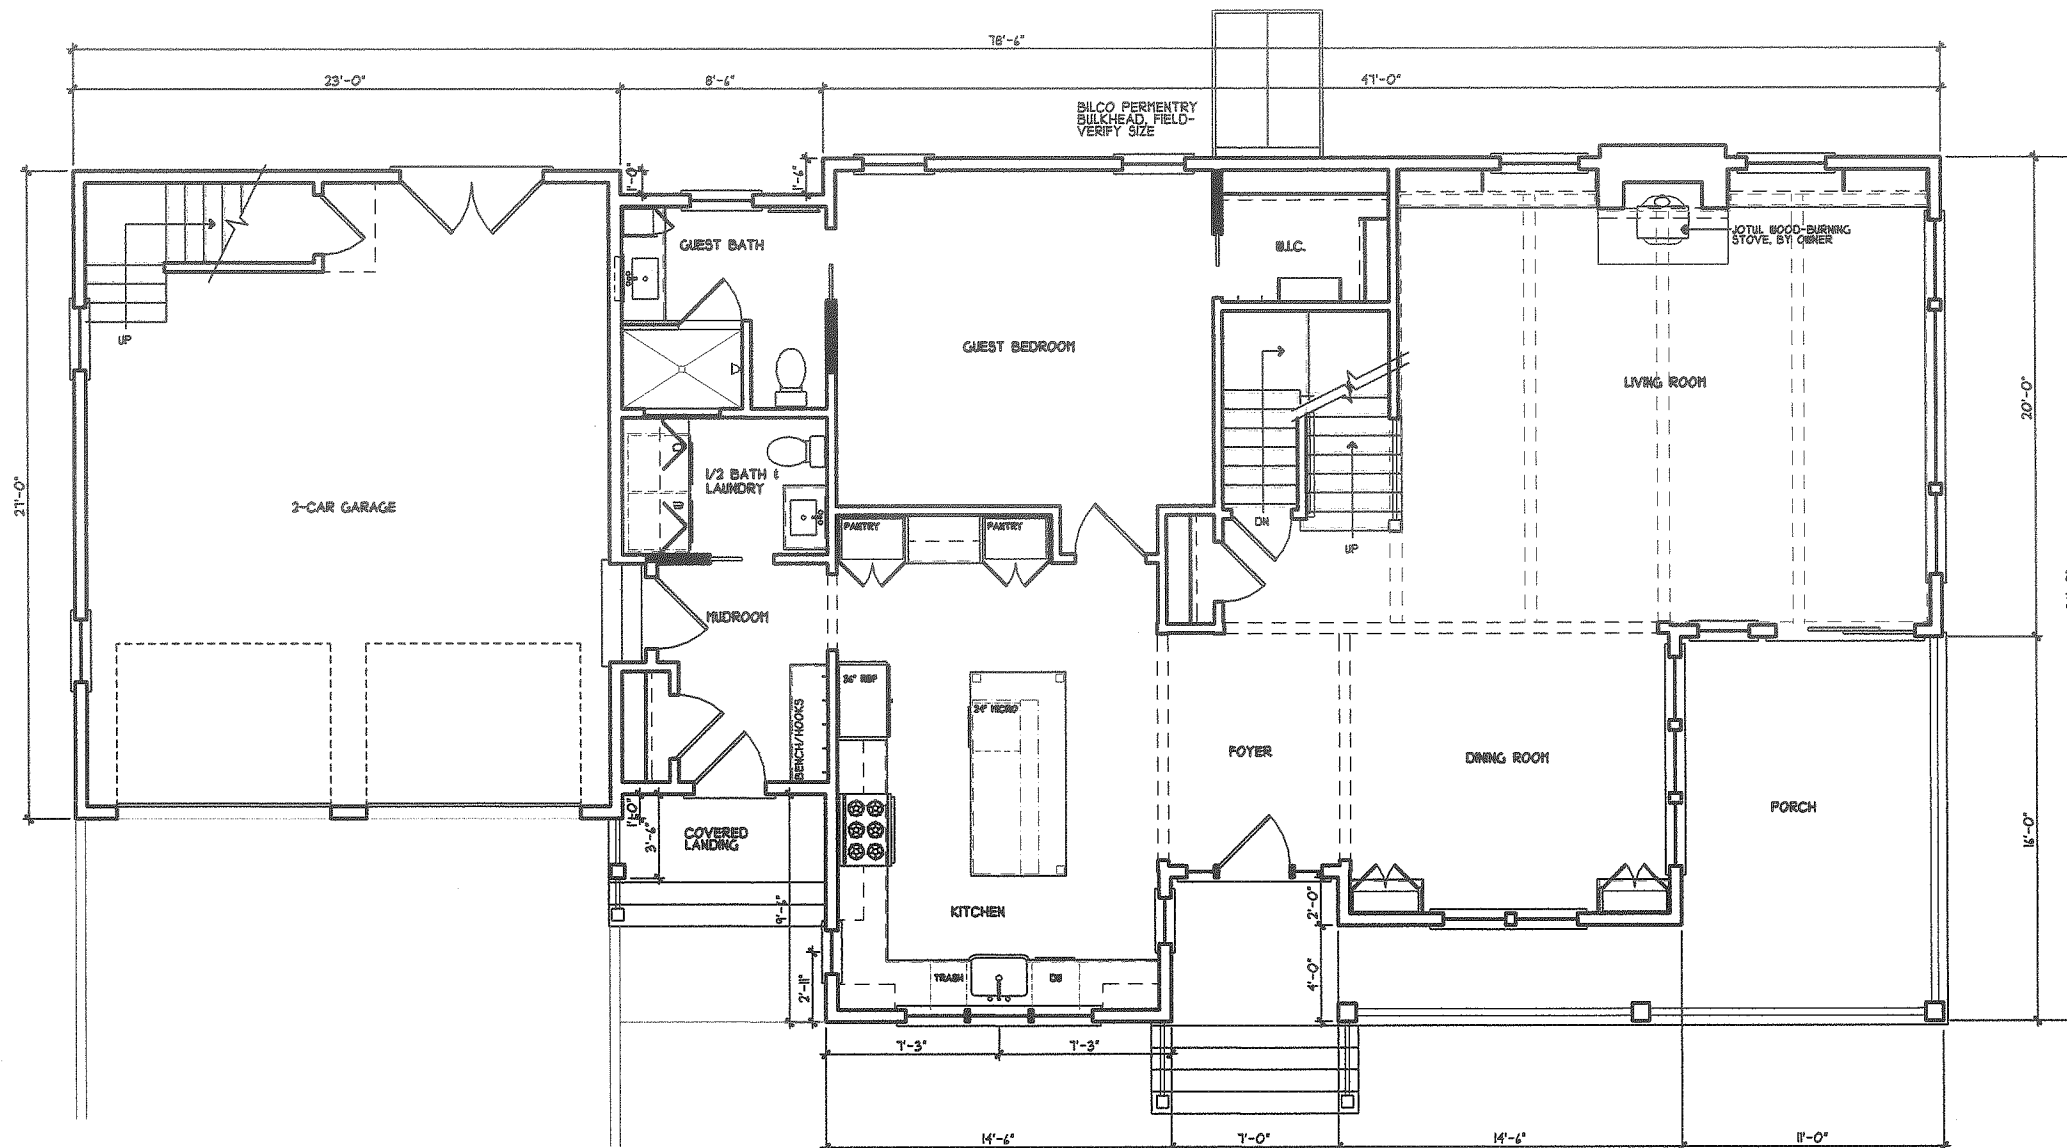 78'-6"
23'-0"
8'-6"
47'-0"
BILCO PERMENTRY
BULKHEAD, FIELD-
VERIFY SIZE
1'-0"
1'-6"
GUEST BATH
W.I.C.
JOTUL WOOD-BURNING
STOVE, BY OWNER
UP
GUEST BEDROOM
LIVING ROOM
20'-0"
27'-0"
2-CAR GARAGE
1/2 BATH &
LAUNDRY
PANTRY
PANTRY
DN
UP
MUDROOM
36" REF
24" MICRO
BENCH/HOOKS
FOYER
DINING ROOM
PORCH
1'-0"
3'-6"
COVERED
LANDING
16'-0"
9'-6"
KITCHEN
2'-0"
4'-0"
2'-11"
TRASH
DW
7'-3"
7'-3"
14'-6"
7'-0"
14'-6"
11'-0"